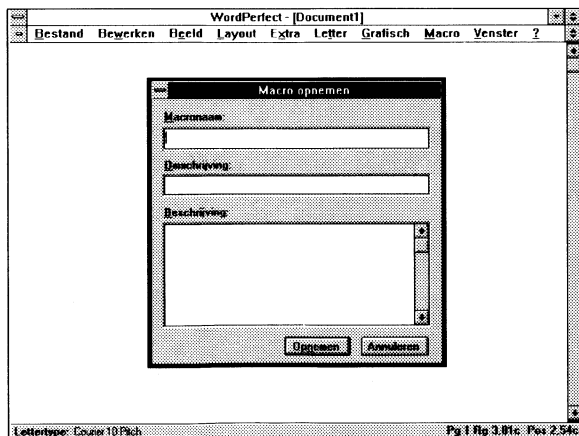 WordPerfect - [Document1]
Bestand Bewerken Beeld Layout Extra Letter Grafisch Macro Venster ?
Macro opnemen
Macronaam:
Omschrijving:
Beschrijving:
Opnemen Annuleren
Lettertype: Courier 10 Pitch Pg 1 Rg 3.81c Pos 2.54c